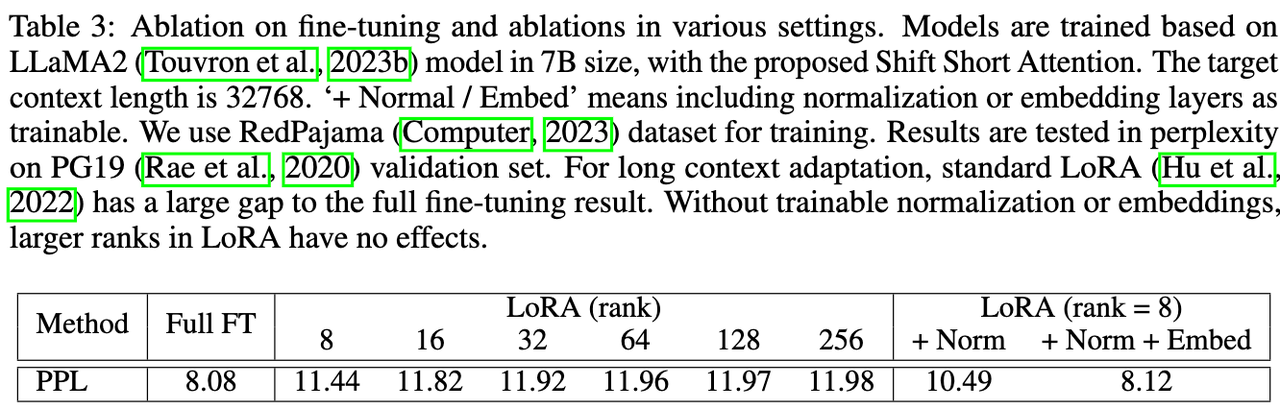 Table 3: Ablation on fine-tuning and ablations in various settings. Models are trained based on
LLaMA2 (Touvron et al., 2023b) model in 7B size, with the proposed Shift Short Attention. The target
context length is 32768. ‘+ Normal / Embed’ means including normalization or embedding layers as
trainable. We use RedPajama (Computer, 2023) dataset for training. Results are tested in perplexity
on PG19 (Rae et al., 2020) validation set. For long context adaptation, standard LoRA (Hu et al.,
2022) has a large gap to the full fine-tuning result. Without trainable normalization or embeddings,
larger ranks in LoRA have no effects.
Method Full FT LoRA (rank) LoRA (rank = 8)
8 16 32 64 128 256 + Norm + Norm + Embed
PPL 8.08 11.44 11.82 11.92 11.96 11.97 11.98 10.49 8.12